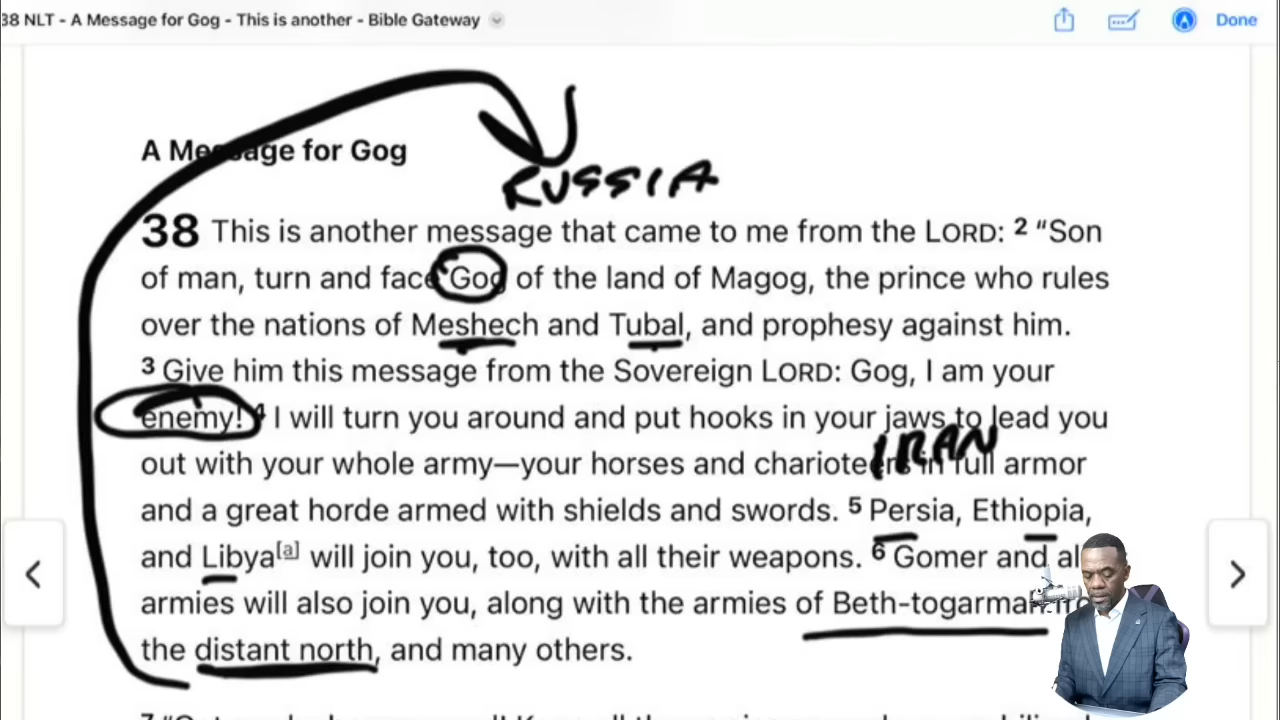 38 NLT - A Message for Gog - This is another - Bible Gateway
Done
A Message for Gog
RUSSIA
38 This is another message that came to me from the LORD: 2 “Son
of man, turn and face Gog of the land of Magog, the prince who rules
over the nations of Meshech and Tubal, and prophesy against him.
3 Give him this message from the Sovereign LORD: Gog, I am your
enemy! 4 I will turn you around and put hooks in your jaws to lead you
IRAN
out with your whole army—your horses and charioteers in full armor
and a great horde armed with shields and swords. 5 Persia, Ethiopia,
and Libya[a] will join you, too, with all their weapons. 6 Gomer and al
armies will also join you, along with the armies of Beth-togarmah
the distant north, and many others.